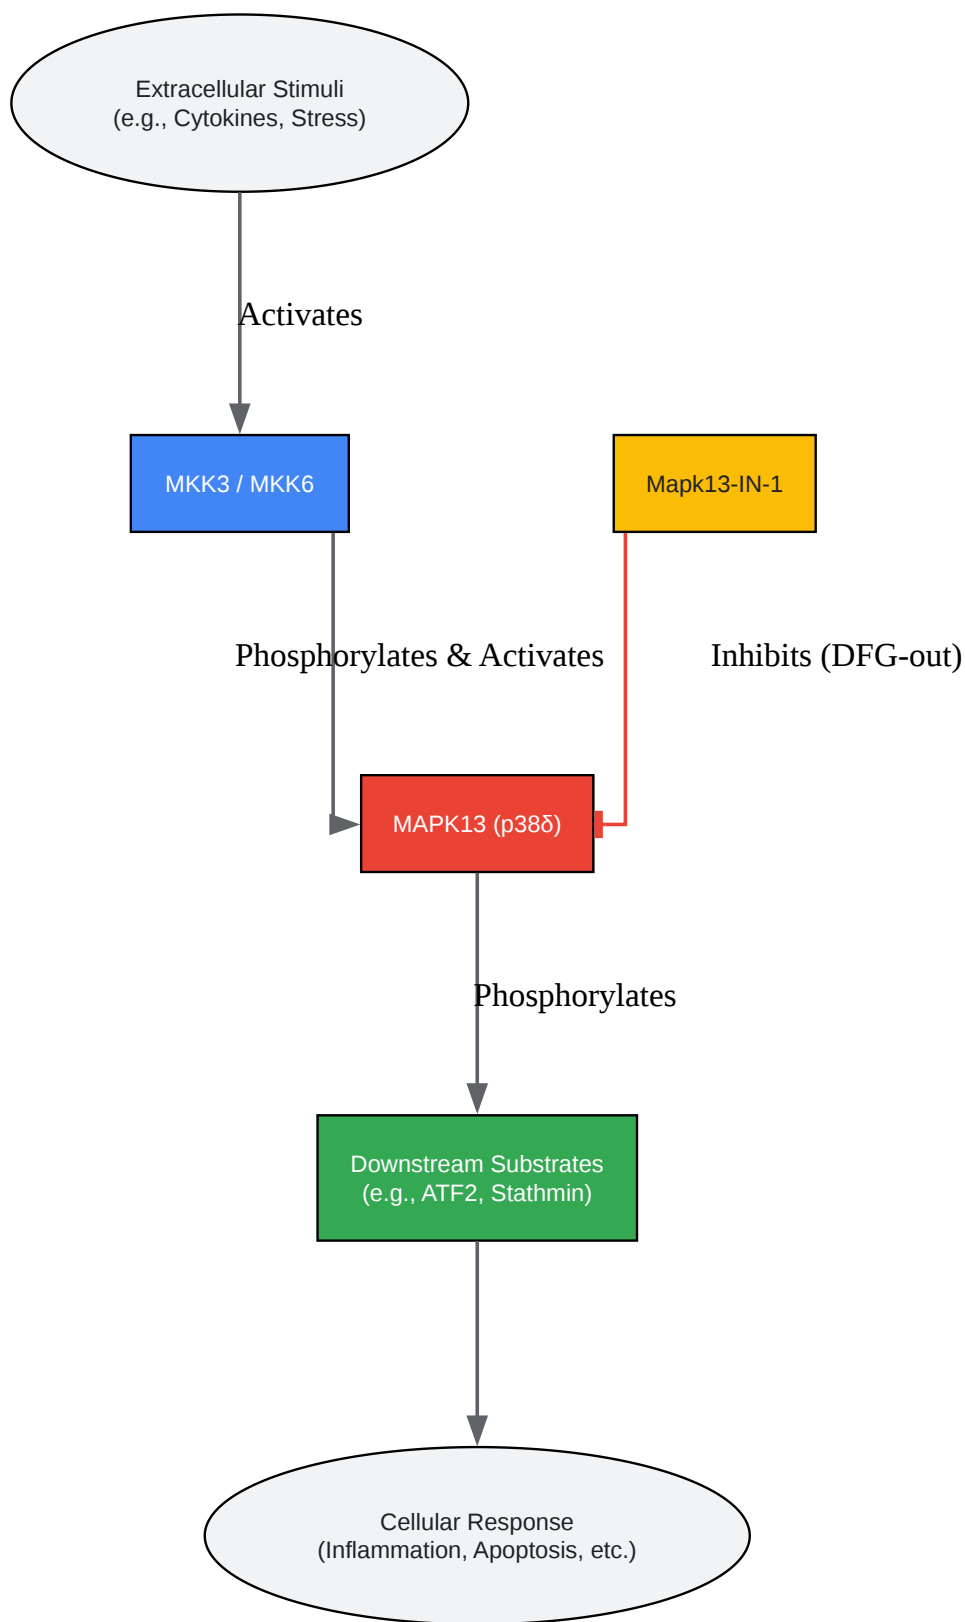 Extracellular Stimuli
(e.g., Cytokines, Stress)
Activates
MKK3 / MKK6
Mapk13-IN-1
Phosphorylates & Activates
Inhibits (DFG-out)
MAPK13 (p38δ)
Phosphorylates
Downstream Substrates
(e.g., ATF2, Stathmin)
Cellular Response
(Inflammation, Apoptosis, etc.)